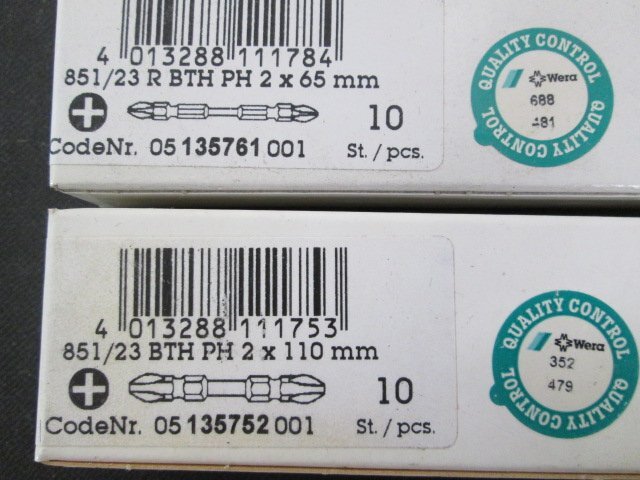 4 013288 111784
851/23 R BTH PH 2 x 65 mm
10
CodeNr. 05 135761 001 St. / pcs.
QUALITY CONTROL
Wera
688
481
QUALITY CONTROL
4 013288 111753
851/23 BTH PH 2 x 110 mm
10
CodeNr. 05 135752 001 St. / pcs.
QUALITY CONTROL
Wera
352
479
QUALITY CONTROL